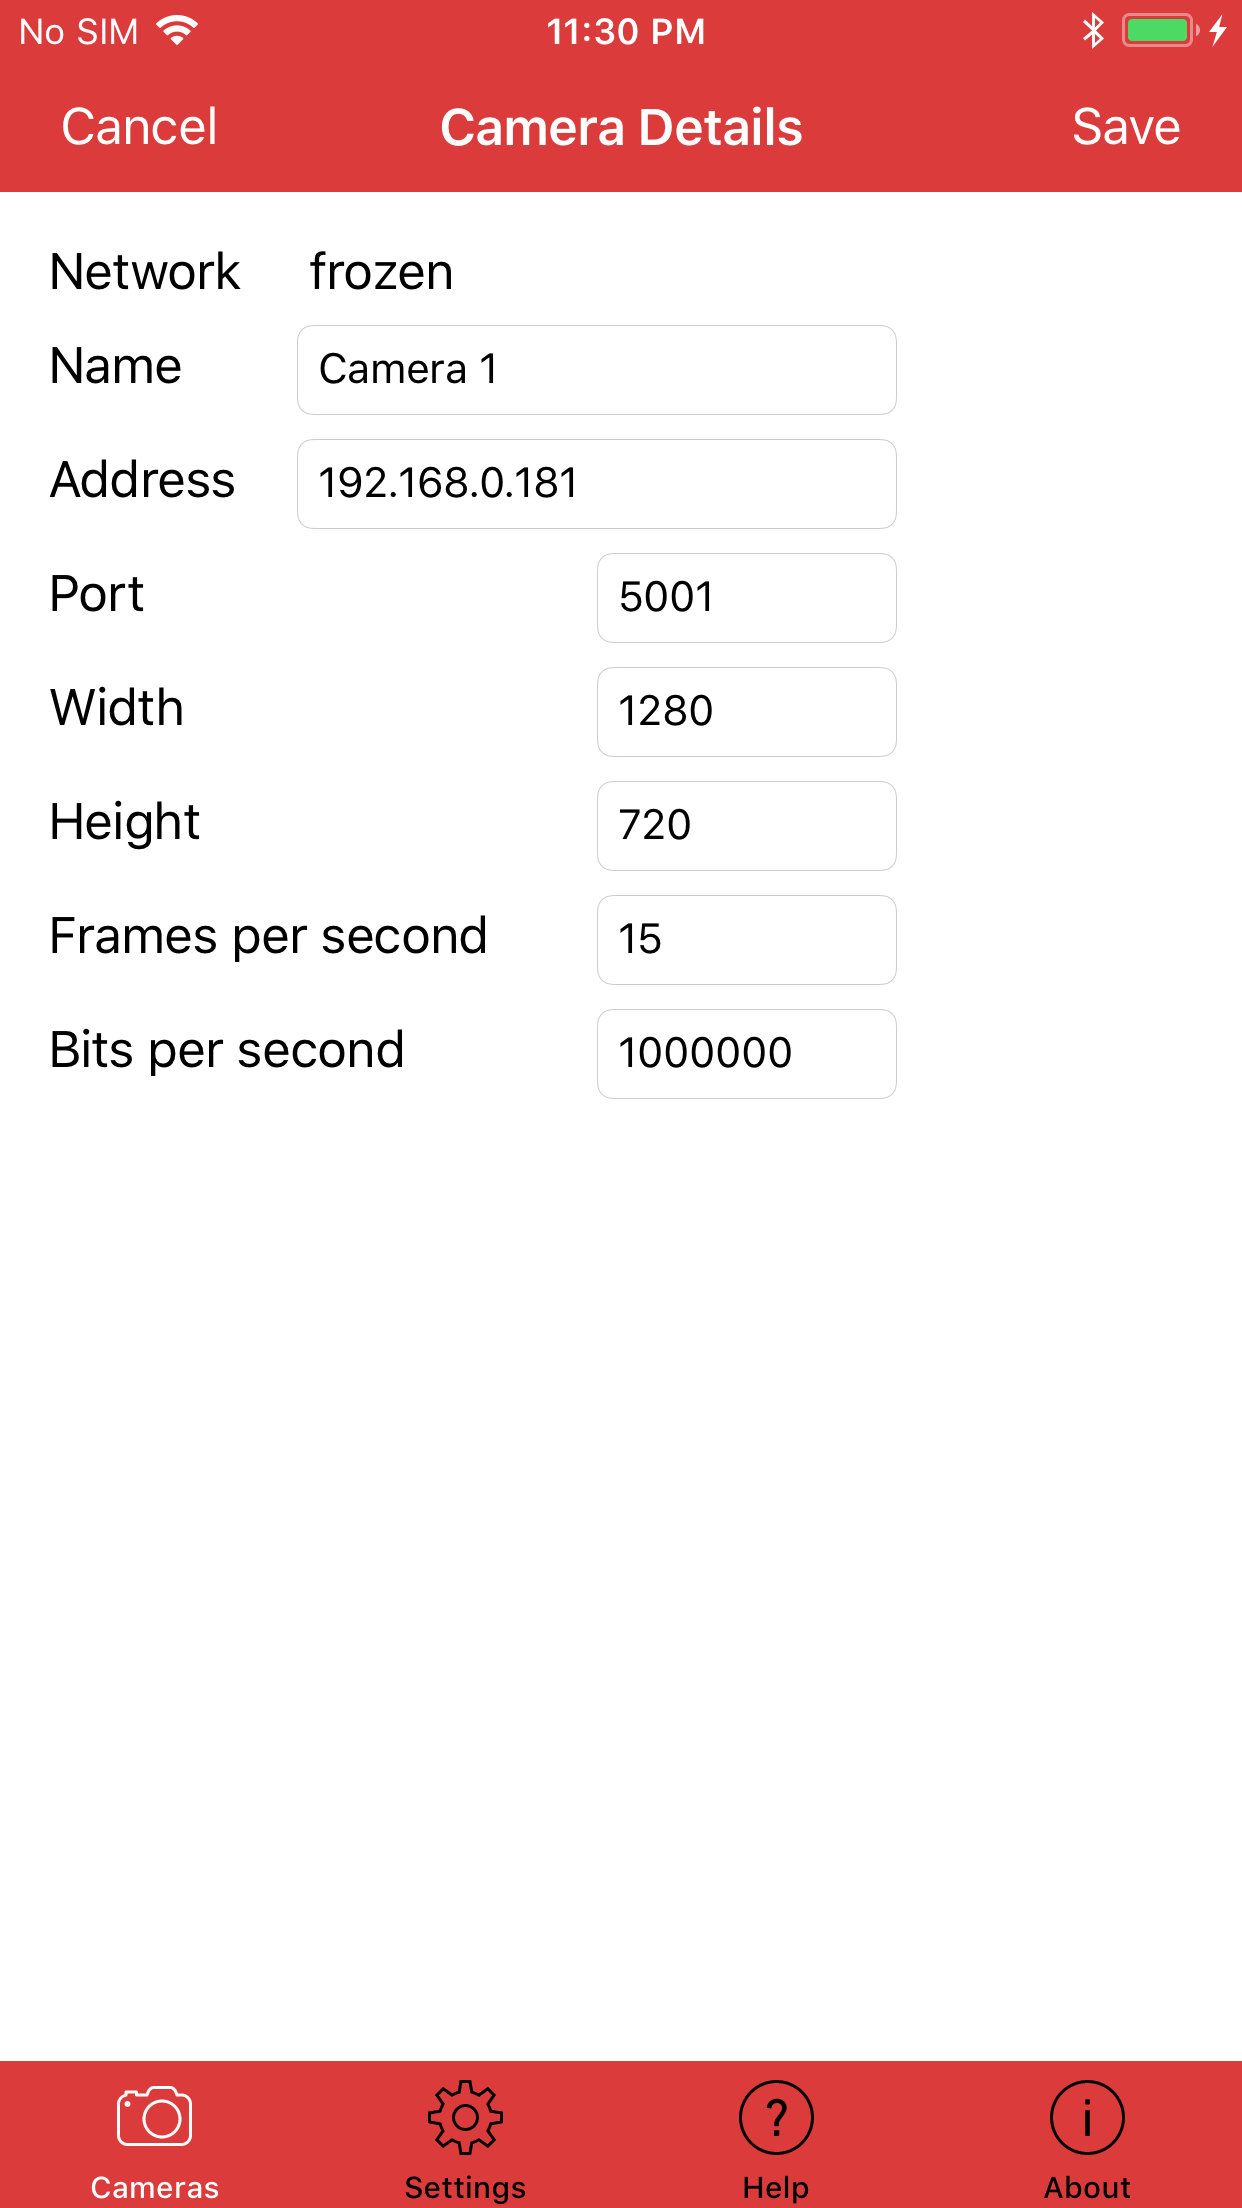 No SIM 11:30 PM
Cancel Camera Details Save
Network frozen
Name Camera 1
Address 192.168.0.181
Port 5001
Width 1280
Height 720
Frames per second 15
Bits per second 1000000
? i
Cameras Settings Help About